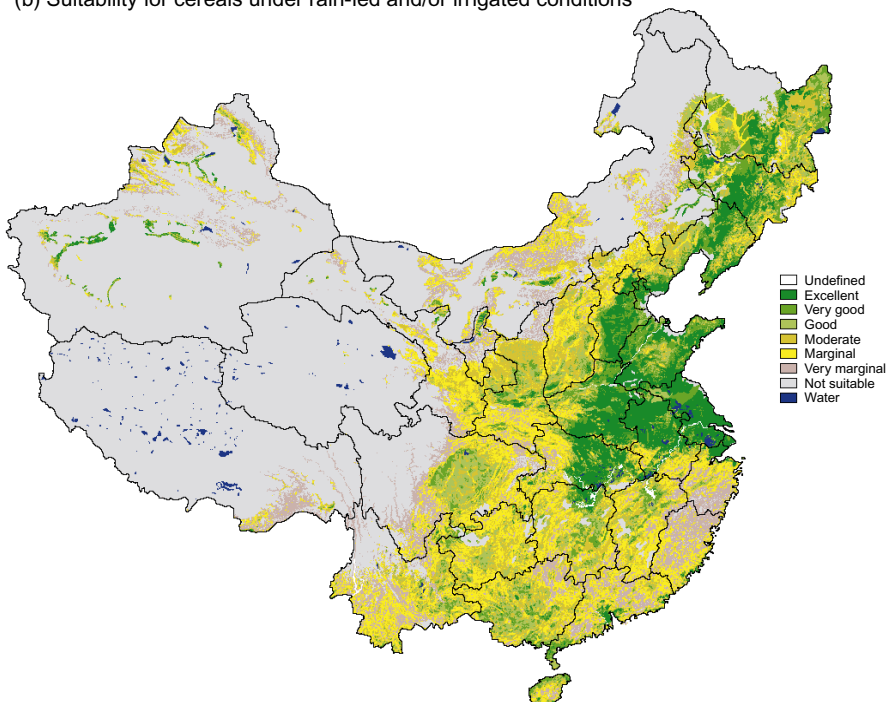 (b) Suitability for cereals under rain-fed and/or irrigated conditions
Undefined
Excellent
Very good
Good
Moderate
Marginal
Very marginal
Not suitable
Water